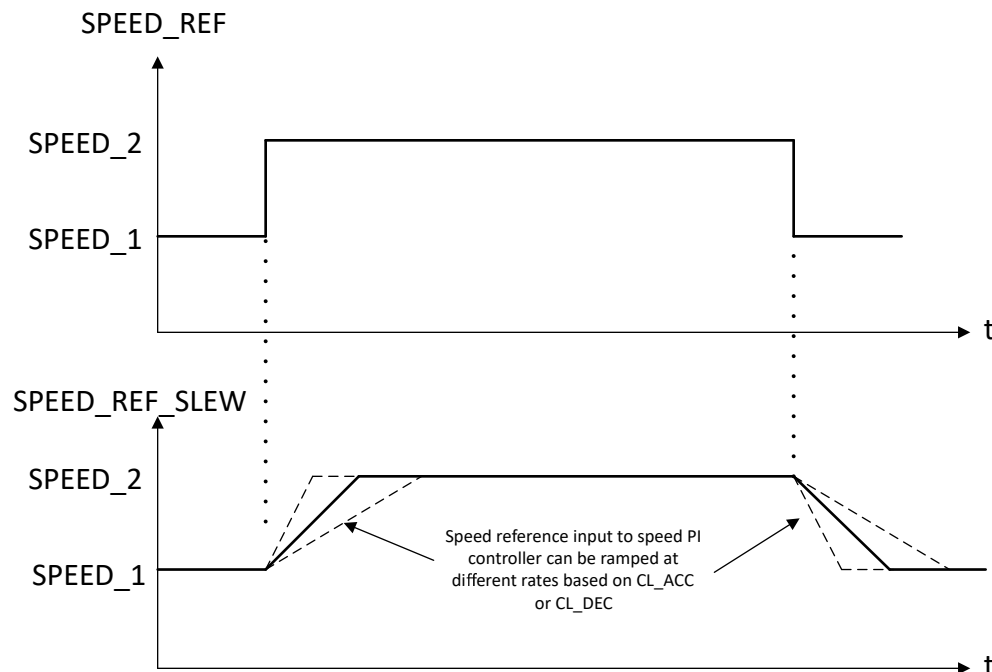 SPEED_REF
SPEED_2
SPEED_1
t
SPEED_REF_SLEW
SPEED_2
Speed reference input to speed PI
controller can be ramped at
different rates based on CL_ACC
or CL_DEC
SPEED_1
t